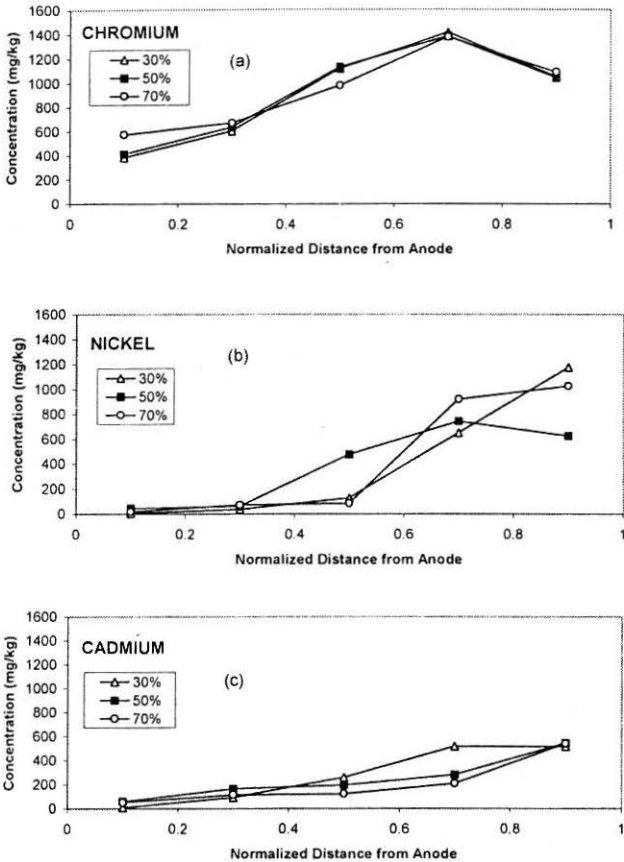 CHROMIUM
(a)
30%
50%
70%
Concentration (mg/kg)
1600
1400
1200
1000
800
600
400
200
0
0 0.2 0.4 0.6 0.8 1
Normalized Distance from Anode
NICKEL
(b)
30%
50%
70%
Concentration (mg/kg)
1600
1400
1200
1000
800
600
400
200
0
0 0.2 0.4 0.6 0.8 1
Normalized Distance from Anode
CADMIUM
(c)
30%
50%
70%
Concentration (mg/kg)
1600
1400
1200
1000
800
600
400
200
0
0 0.2 0.4 0.6 0.8 1
Normalized Distance from Anode